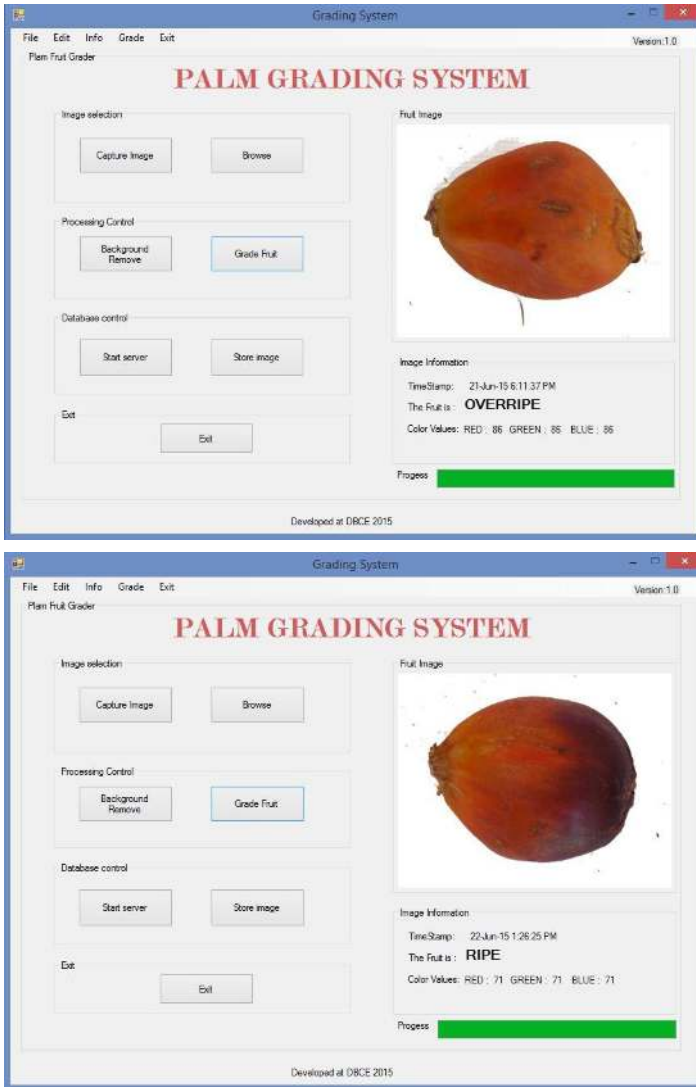 Grading System
File Edit Info Grade Exit
Version:1.0
Plam Fruit Grader
PALM GRADING SYSTEM
Image selection
Capture Image Browse
Processing Control
Background
Remove
Grade Fruit
Database control
Start server Store image
Exit
Exit
Fruit Image
Image Information
TimeStamp: 21-Jun-15 6:11:37 PM
The Fruit is : OVERRIPE
Color Values: RED : 86 GREEN : 86 BLUE : 86
Progess
Developed at DBCE 2015
Grading System
File Edit Info Grade Exit
Version:1.0
Plam Fruit Grader
PALM GRADING SYSTEM
Image selection
Capture Image Browse
Processing Control
Background
Remove
Grade Fruit
Database control
Start server Store image
Exit
Exit
Fruit Image
Image Information
TimeStamp: 22-Jun-15 1:26:25 PM
The Fruit is : RIPE
Color Values: RED : 71 GREEN : 71 BLUE : 71
Progess
Developed at DBCE 2015